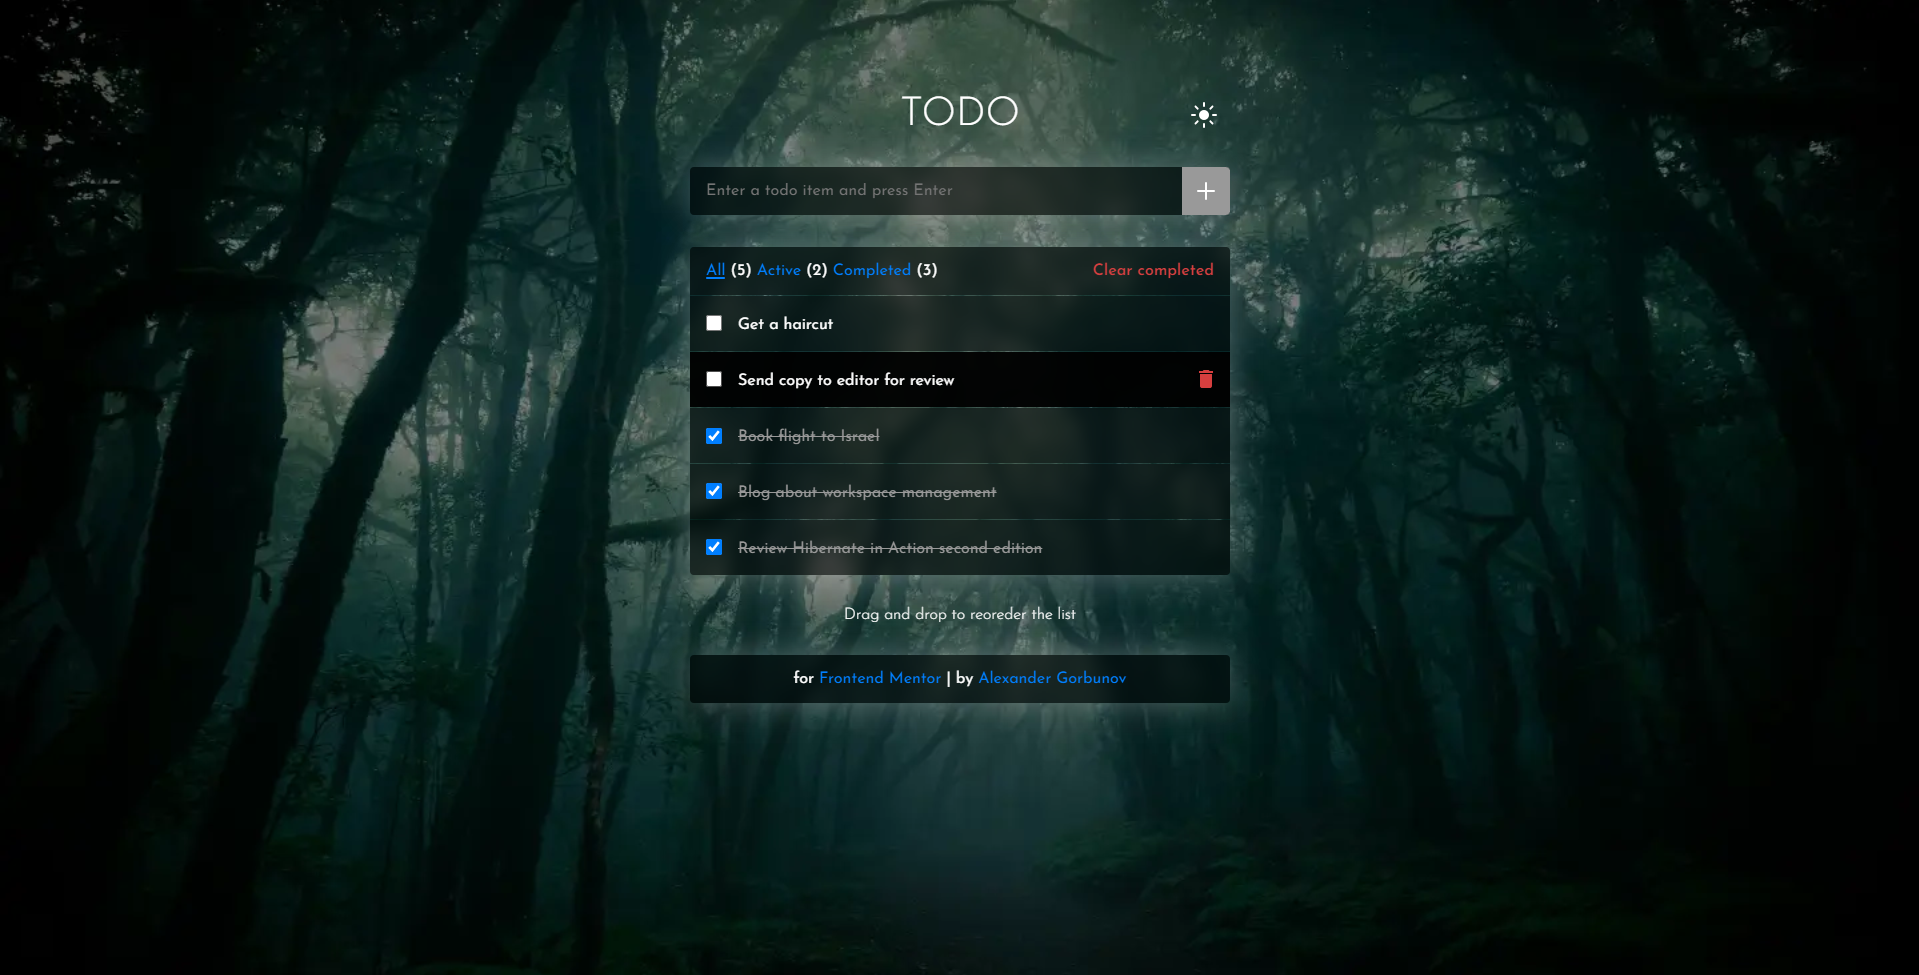 TODO
Enter a todo item and press Enter
All (5) Active (2) Completed (3) Clear completed
Get a haircut
Send copy to editor for review
Book flight to Israel
Blog about workspace management
Review Hibernate in Action second edition
Drag and drop to reoreder the list
for Frontend Mentor | by Alexander Gorbunov